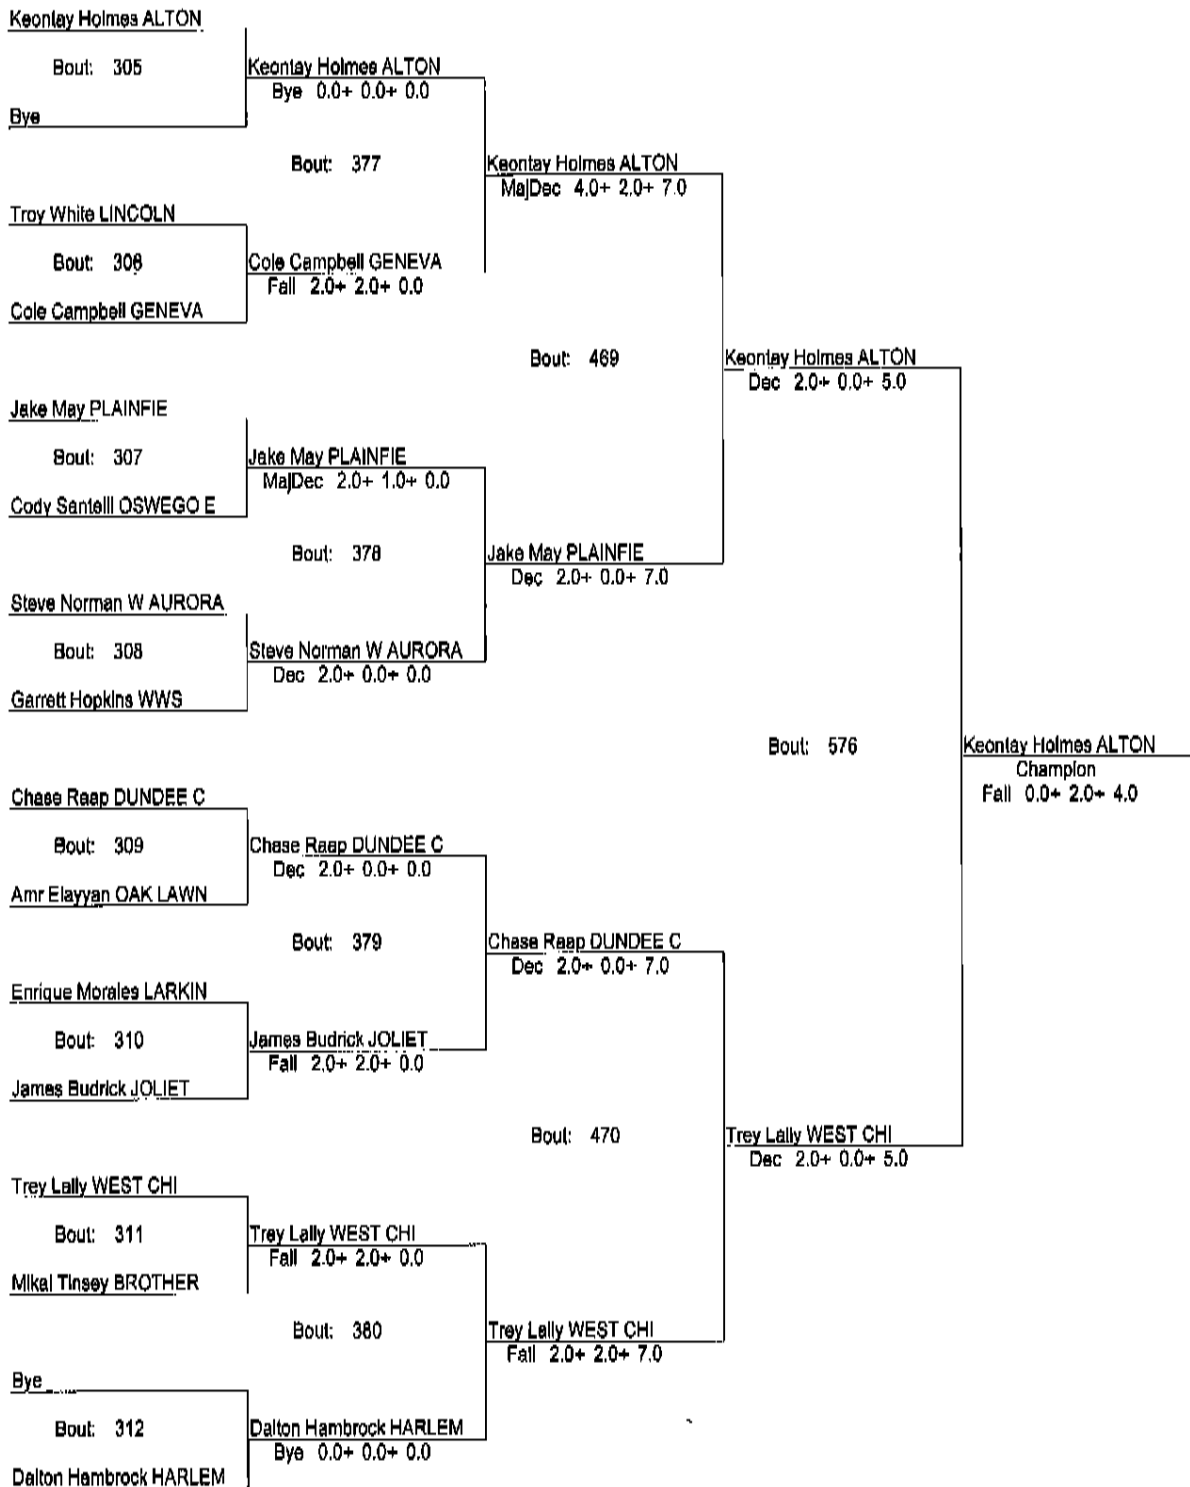 Keontay Holmes ALTON
Bout: 305
Keontay Holmes ALTON
Bye 0.0+ 0.0+ 0.0
Bye
Bout: 377
Keontay Holmes ALTON
MajDec 4.0+ 2.0+ 7.0
Troy White LINCOLN
Bout: 306
Cole Campbell GENEVA
Fall 2.0+ 2.0+ 0.0
Cole Campbell GENEVA
Bout: 469
Keontay Holmes ALTON
Dec 2.0+ 0.0+ 5.0
Jake May PLAINFIE
Bout: 307
Jake May PLAINFIE
MajDec 2.0+ 1.0+ 0.0
Cody Santelli OSWEGO E
Bout: 378
Jake May PLAINFIE
Dec 2.0+ 0.0+ 7.0
Steve Norman W AURORA
Bout: 308
Steve Norman W AURORA
Dec 2.0+ 0.0+ 0.0
Garrett Hopkins WWS
Bout: 576
Keontay Holmes ALTON
Champion
Fall 0.0+ 2.0+ 4.0
Chase Raap DUNDEE C
Bout: 309
Chase Raap DUNDEE C
Dec 2.0+ 0.0+ 0.0
Amr Elayyan OAK LAWN
Bout: 379
Chase Raap DUNDEE C
Dec 2.0+ 0.0+ 7.0
Enrique Morales LARKIN
Bout: 310
James Budrick JOLIET
Fall 2.0+ 2.0+ 0.0
James Budrick JOLIET
Bout: 470
Trey Lally WEST CHI
Dec 2.0+ 0.0+ 5.0
Trey Lally WEST CHI
Bout: 311
Trey Lally WEST CHI
Fall 2.0+ 2.0+ 0.0
Mikal Tinsey BROTHER
Bout: 380
Trey Lally WEST CHI
Fall 2.0+ 2.0+ 7.0
Bye
Bout: 312
Dalton Hambrock HARLEM
Bye 0.0+ 0.0+ 0.0
Dalton Hambrock HARLEM